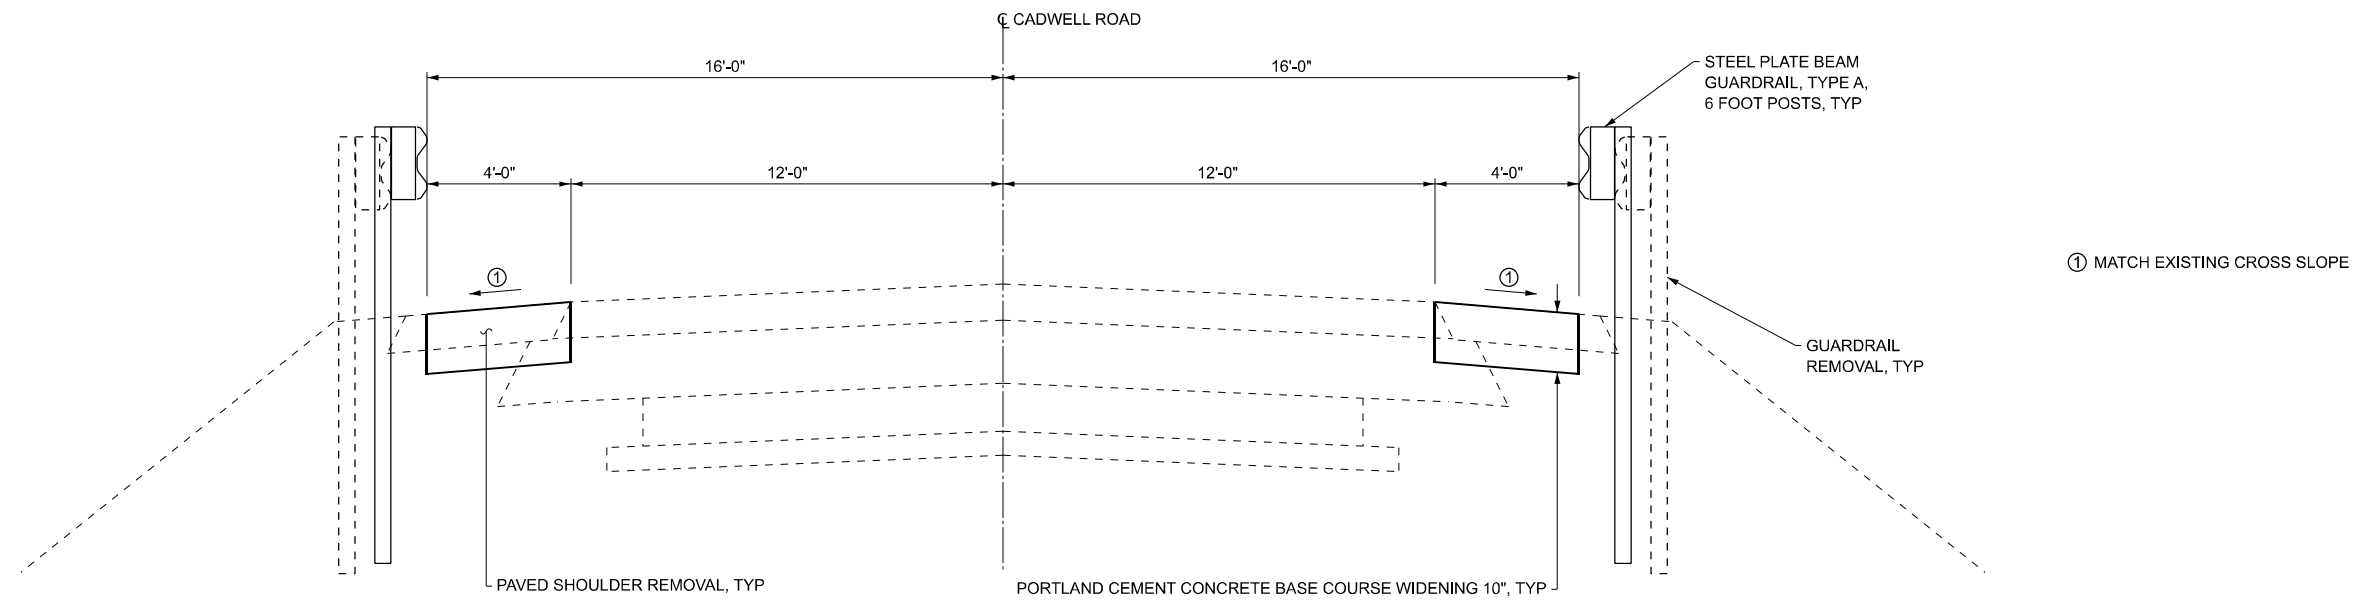 ℄ CADWELL ROAD
16'-0"
16'-0"
STEEL PLATE BEAM
GUARDRAIL, TYPE A,
6 FOOT POSTS, TYP
4'-0"
12'-0"
12'-0"
4'-0"
① MATCH EXISTING CROSS SLOPE
①
①
GUARDRAIL
REMOVAL, TYP
PAVED SHOULDER REMOVAL, TYP
PORTLAND CEMENT CONCRETE BASE COURSE WIDENING 10", TYP